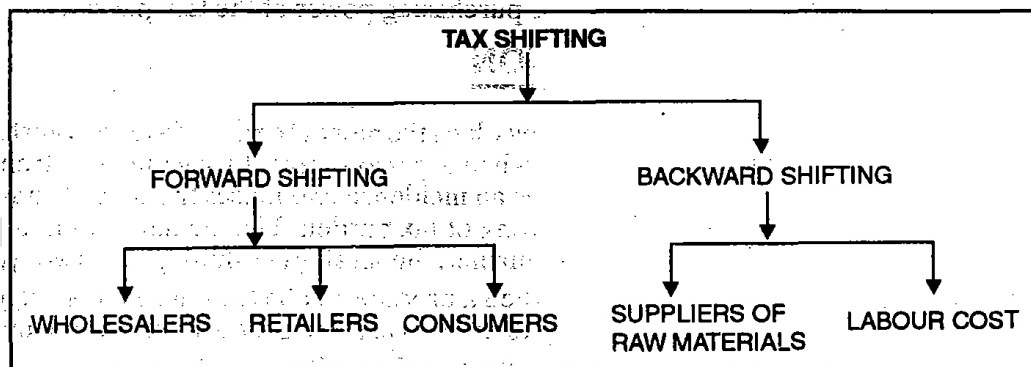 TAX SHIFTING
FORWARD SHIFTING
BACKWARD SHIFTING
WHOLESALERS
RETAILERS
CONSUMERS
SUPPLIERS OF
RAW MATERIALS
LABOUR COST